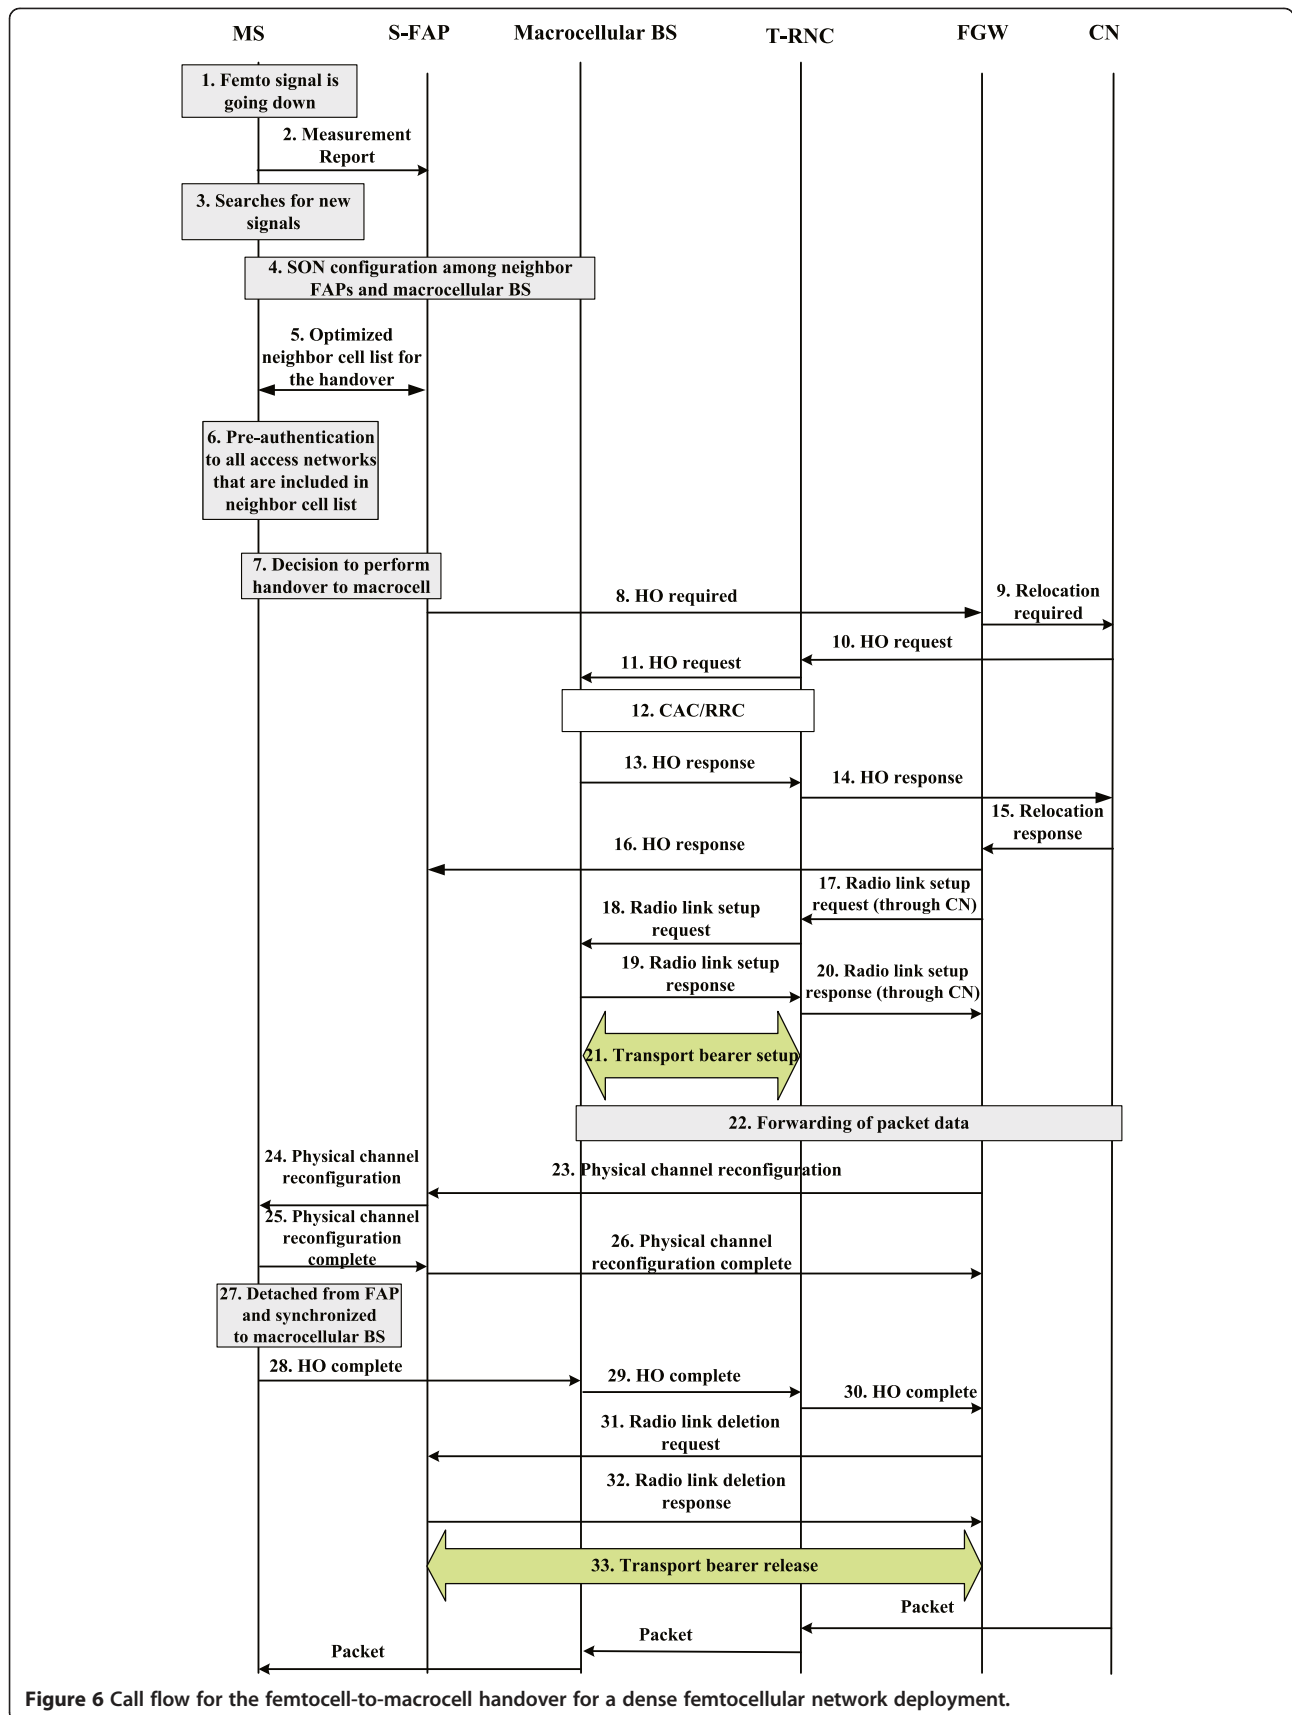 MS S-FAP Macrocellular BS T-RNC FGW CN
1. Femto signal is
going down
2. Measurement
Report
3. Searches for new
signals
4. SON configuration among neighbor
FAPs and macrocellular BS
5. Optimized
neighbor cell list for
the handover
6. Pre-authentication
to all access networks
that are included in
neighbor cell list
7. Decision to perform
handover to macrocell
8. HO required
9. Relocation
required
10. HO request
11. HO request
12. CAC/RRC
13. HO response
14. HO response
15. Relocation
response
16. HO response
17. Radio link setup
request (through CN)
18. Radio link setup
request
19. Radio link setup
response
20. Radio link setup
response (through CN)
21. Transport bearer setup
22. Forwarding of packet data
23. Physical channel reconfiguration
24. Physical channel
reconfiguration
25. Physical channel
reconfiguration
complete
26. Physical channel
reconfiguration complete
27. Detached from FAP
and synchronized
to macrocellular BS
28. HO complete
29. HO complete
30. HO complete
31. Radio link deletion
request
32. Radio link deletion
response
33. Transport bearer release
Packet
Packet
Packet
Figure 6 Call flow for the femtocell-to-macrocell handover for a dense femtocellular network deployment.